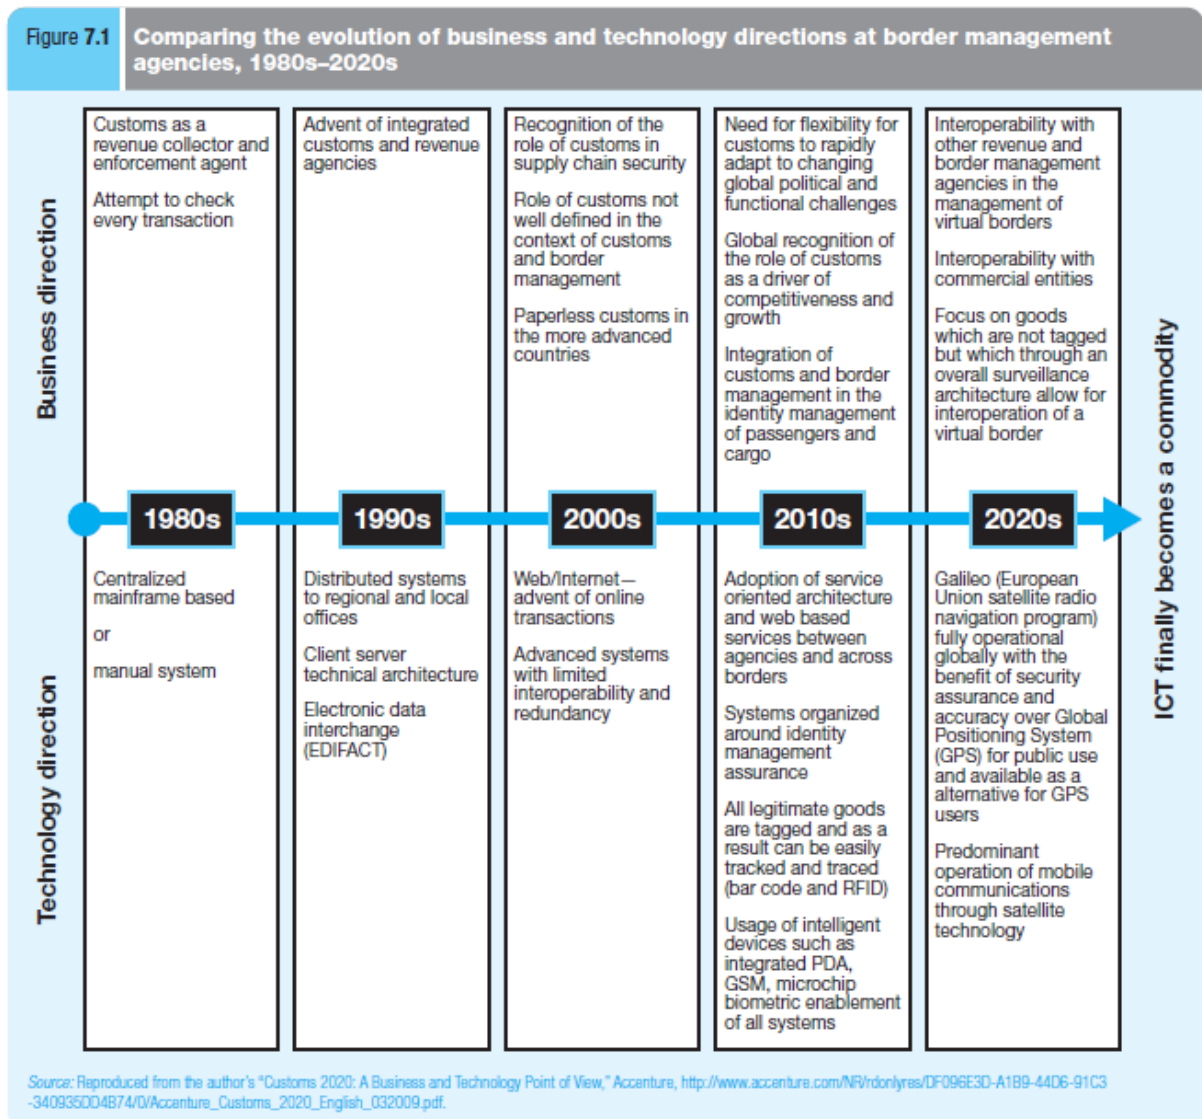 Figure 7.1
Comparing the evolution of business and technology directions at border management
agencies, 1980s–2020s
Business direction
Customs as a
revenue collector and
enforcement agent
Attempt to check
every transaction
Advent of integrated
customs and revenue
agencies
Recognition of the
role of customs in
supply chain security
Role of customs not
well defined in the
context of customs
and border
management
Paperless customs in
the more advanced
countries
Need for flexibility for
customs to rapidly
adapt to changing
global political and
functional challenges
Global recognition of
the role of customs
as a driver of
competitiveness and
growth
Integration of
customs and border
management in the
identity management
of passengers and
cargo
Interoperability with
other revenue and
border management
agencies in the
management of
virtual borders
Interoperability with
commercial entities
Focus on goods
which are not tagged
but which through an
overall surveillance
architecture allow for
interoperation of a
virtual border
1980s
1990s
2000s
2010s
2020s
Technology direction
Centralized
mainframe based
or
manual system
Distributed systems
to regional and local
offices
Client server
technical architecture
Electronic data
interchange
(EDIFACT)
Web/Internet—
advent of online
transactions
Advanced systems
with limited
interoperability and
redundancy
Adoption of service
oriented architecture
and web based
services between
agencies and across
borders
Systems organized
around identity
management
assurance
All legitimate goods
are tagged and as a
result can be easily
tracked and traced
(bar code and RFID)
Usage of intelligent
devices such as
integrated PDA,
GSM, microchip
biometric enablement
of all systems
Galileo (European
Union satellite radio
navigation program)
fully operational
globally with the
benefit of security
assurance and
accuracy over Global
Positioning System
(GPS) for public use
and available as a
alternative for GPS
users
Predominant
operation of mobile
communications
through satellite
technology
ICT finally becomes a commodity
Source: Reproduced from the author's "Customs 2020: A Business and Technology Point of View," Accenture, http://www.accenture.com/NR/rdonlyres/DF096E3D-A1B9-44D6-91C3
-340935DD4B74/0/Accenture_Customs_2020_English_032009.pdf.